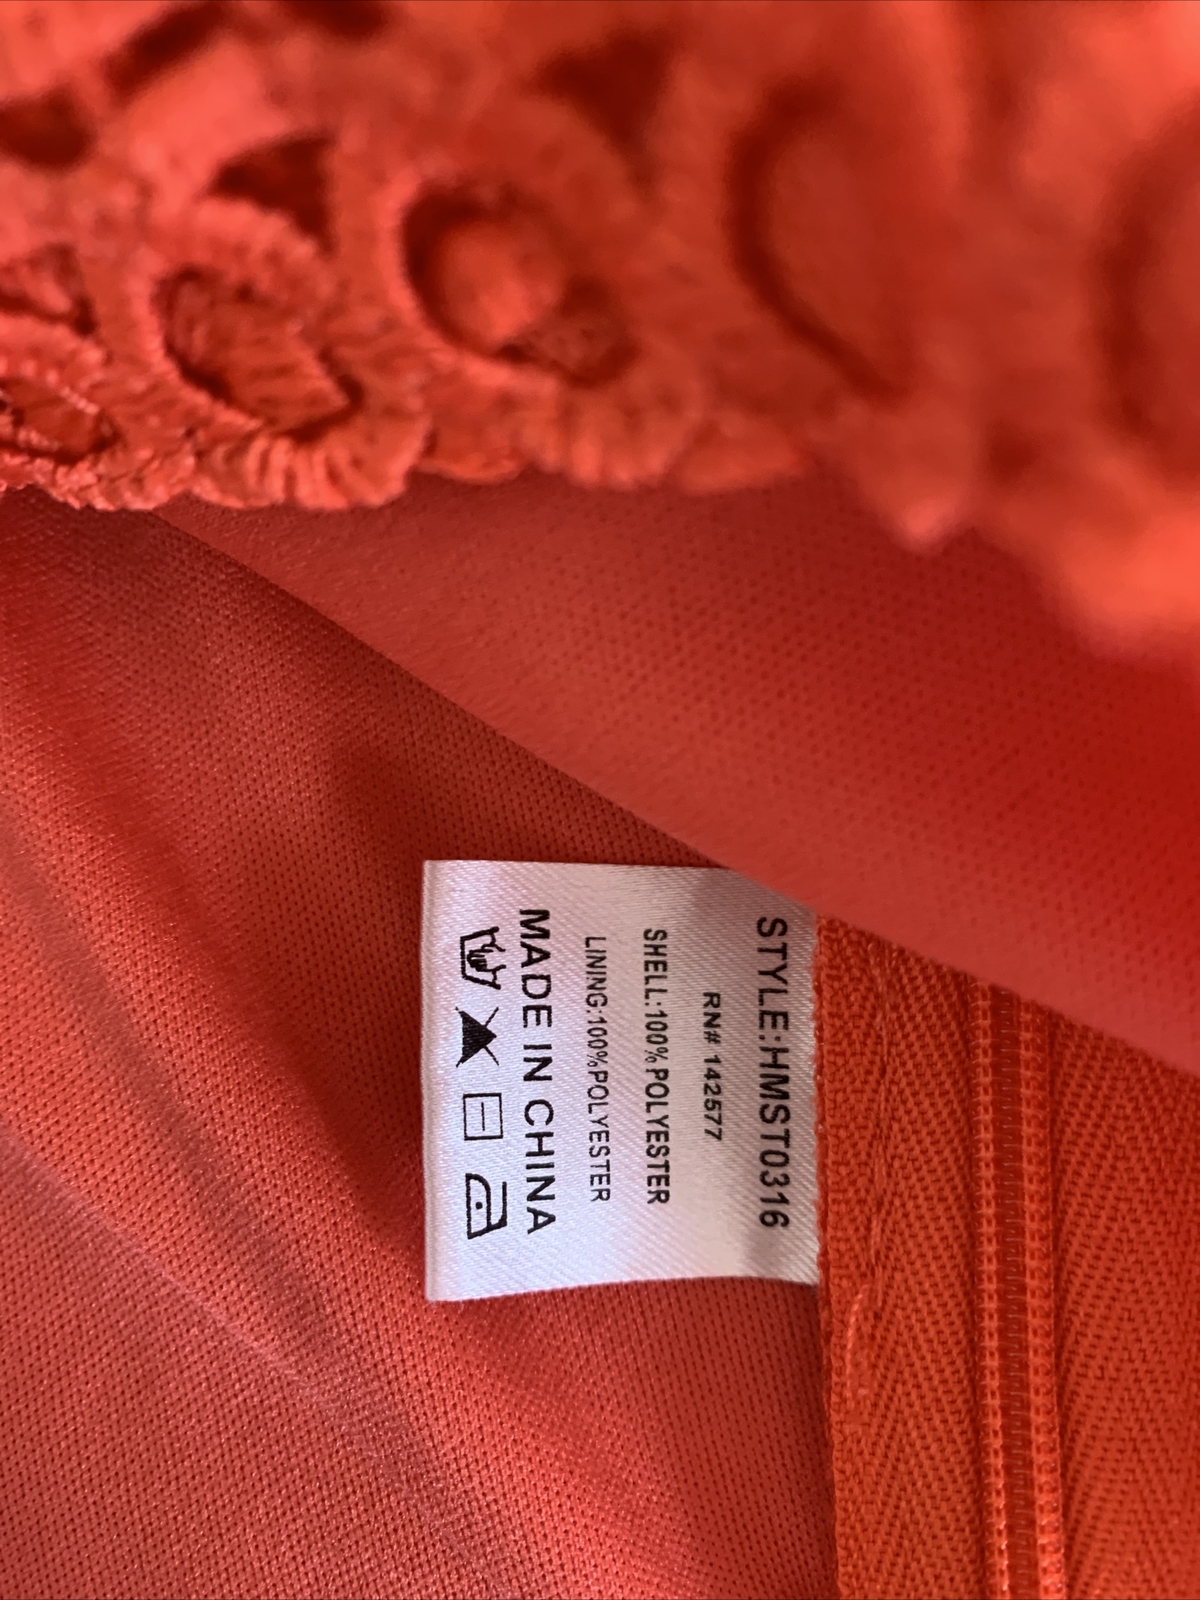 STYLE:HMST0316
RN# 142577
SHELL:100% POLYESTER
LINING:100%POLYESTER
MADE IN CHINA